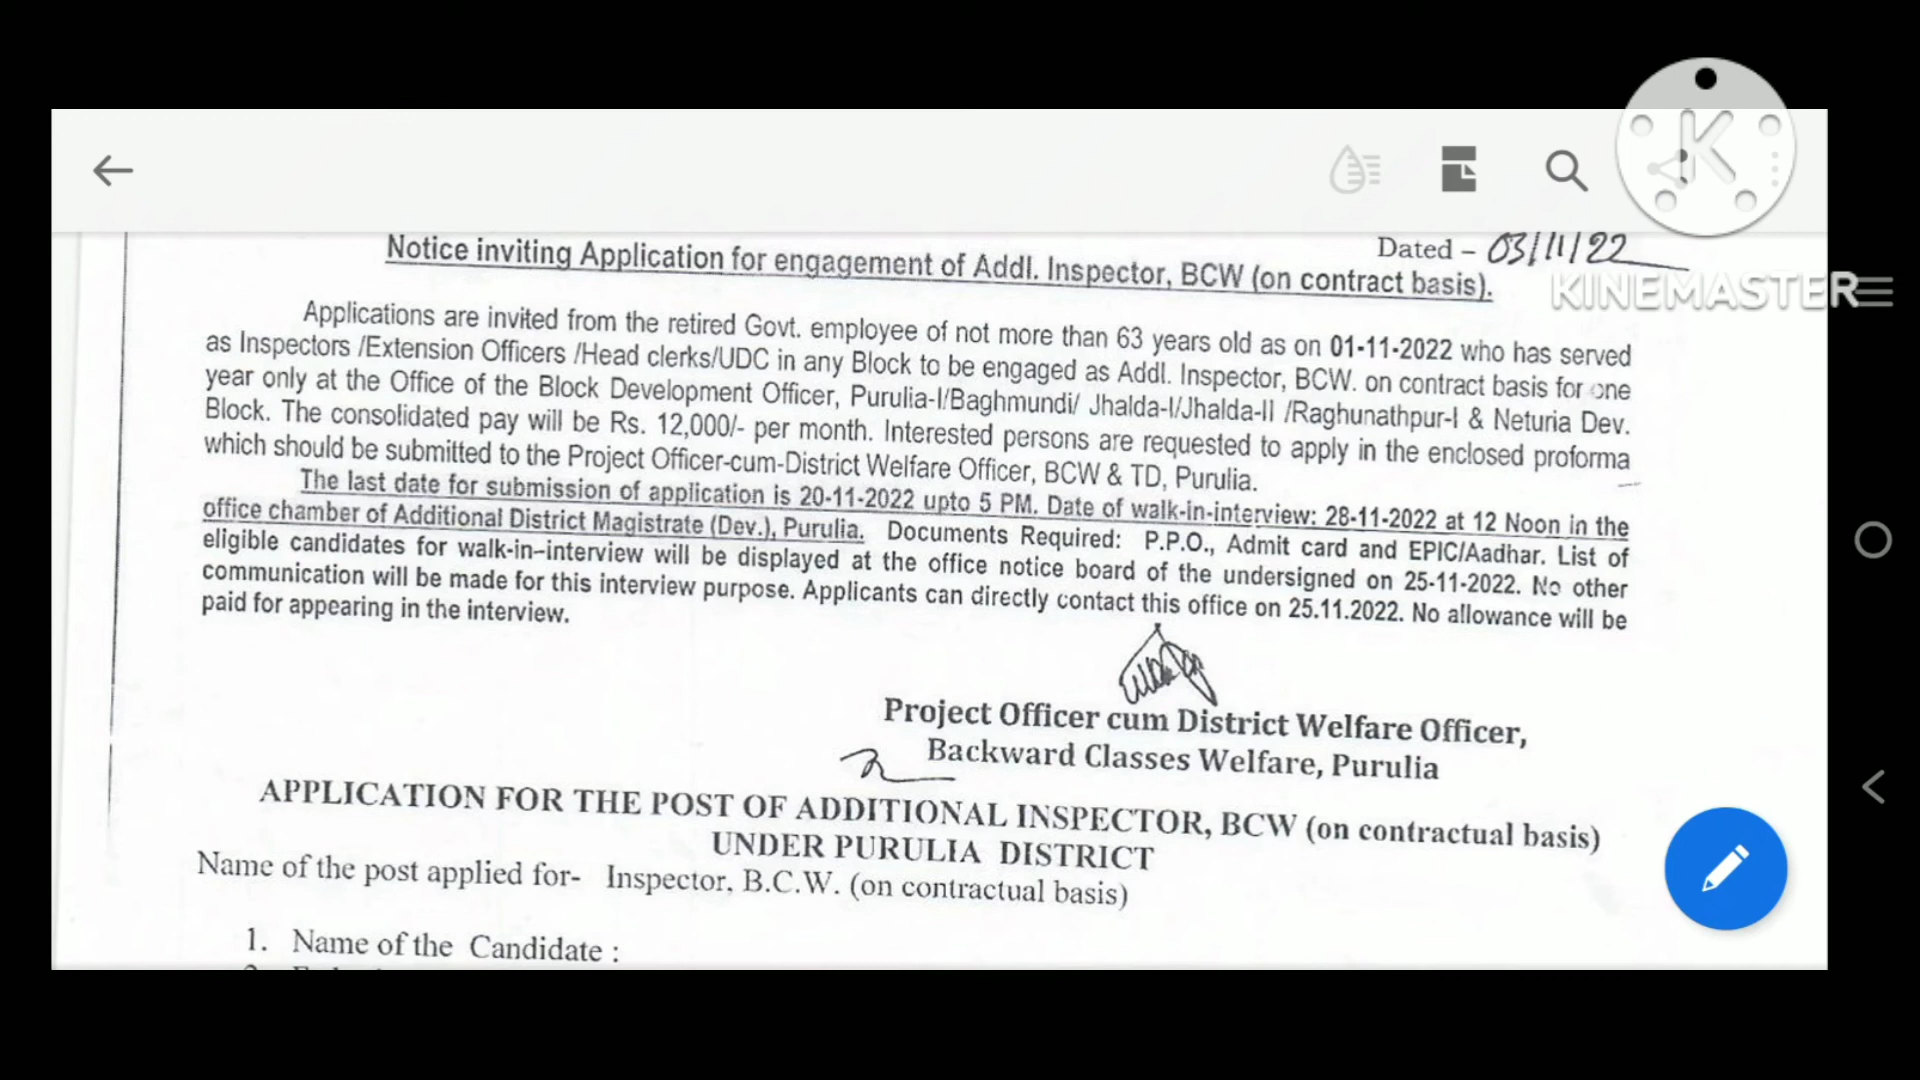 Dated – 03/11/22
Notice inviting Application for engagement of Addl. Inspector, BCW (on contract basis).
KINEMASTER
Applications are invited from the retired Govt. employee of not more than 63 years old as on 01-11-2022 who has served
as Inspectors /Extension Officers /Head clerks/UDC in any Block to be engaged as Addl. Inspector, BCW. on contract basis for one
year only at the Office of the Block Development Officer, Purulia-I/Baghmundi/ Jhalda-I/Jhalda-II /Raghunathpur-I & Neturia Dev.
Block. The consolidated pay will be Rs. 12,000/- per month. Interested persons are requested to apply in the enclosed proforma
which should be submitted to the Project Officer-cum-District Welfare Officer, BCW & TD, Purulia.
The last date for submission of application is 20-11-2022 upto 5 PM. Date of walk-in-interview: 28-11-2022 at 12 Noon in the
office chamber of Additional District Magistrate (Dev.), Purulia. Documents Required: P.P.O., Admit card and EPIC/Aadhar. List of
eligible candidates for walk-in–interview will be displayed at the office notice board of the undersigned on 25-11-2022. No other
communication will be made for this interview purpose. Applicants can directly contact this office on 25.11.2022. No allowance will be
paid for appearing in the interview.
Project Officer cum District Welfare Officer,
Backward Classes Welfare, Purulia
APPLICATION FOR THE POST OF ADDITIONAL INSPECTOR, BCW (on contractual basis)
UNDER PURULIA DISTRICT
Name of the post applied for- Inspector, B.C.W. (on contractual basis)
1. Name of the Candidate :